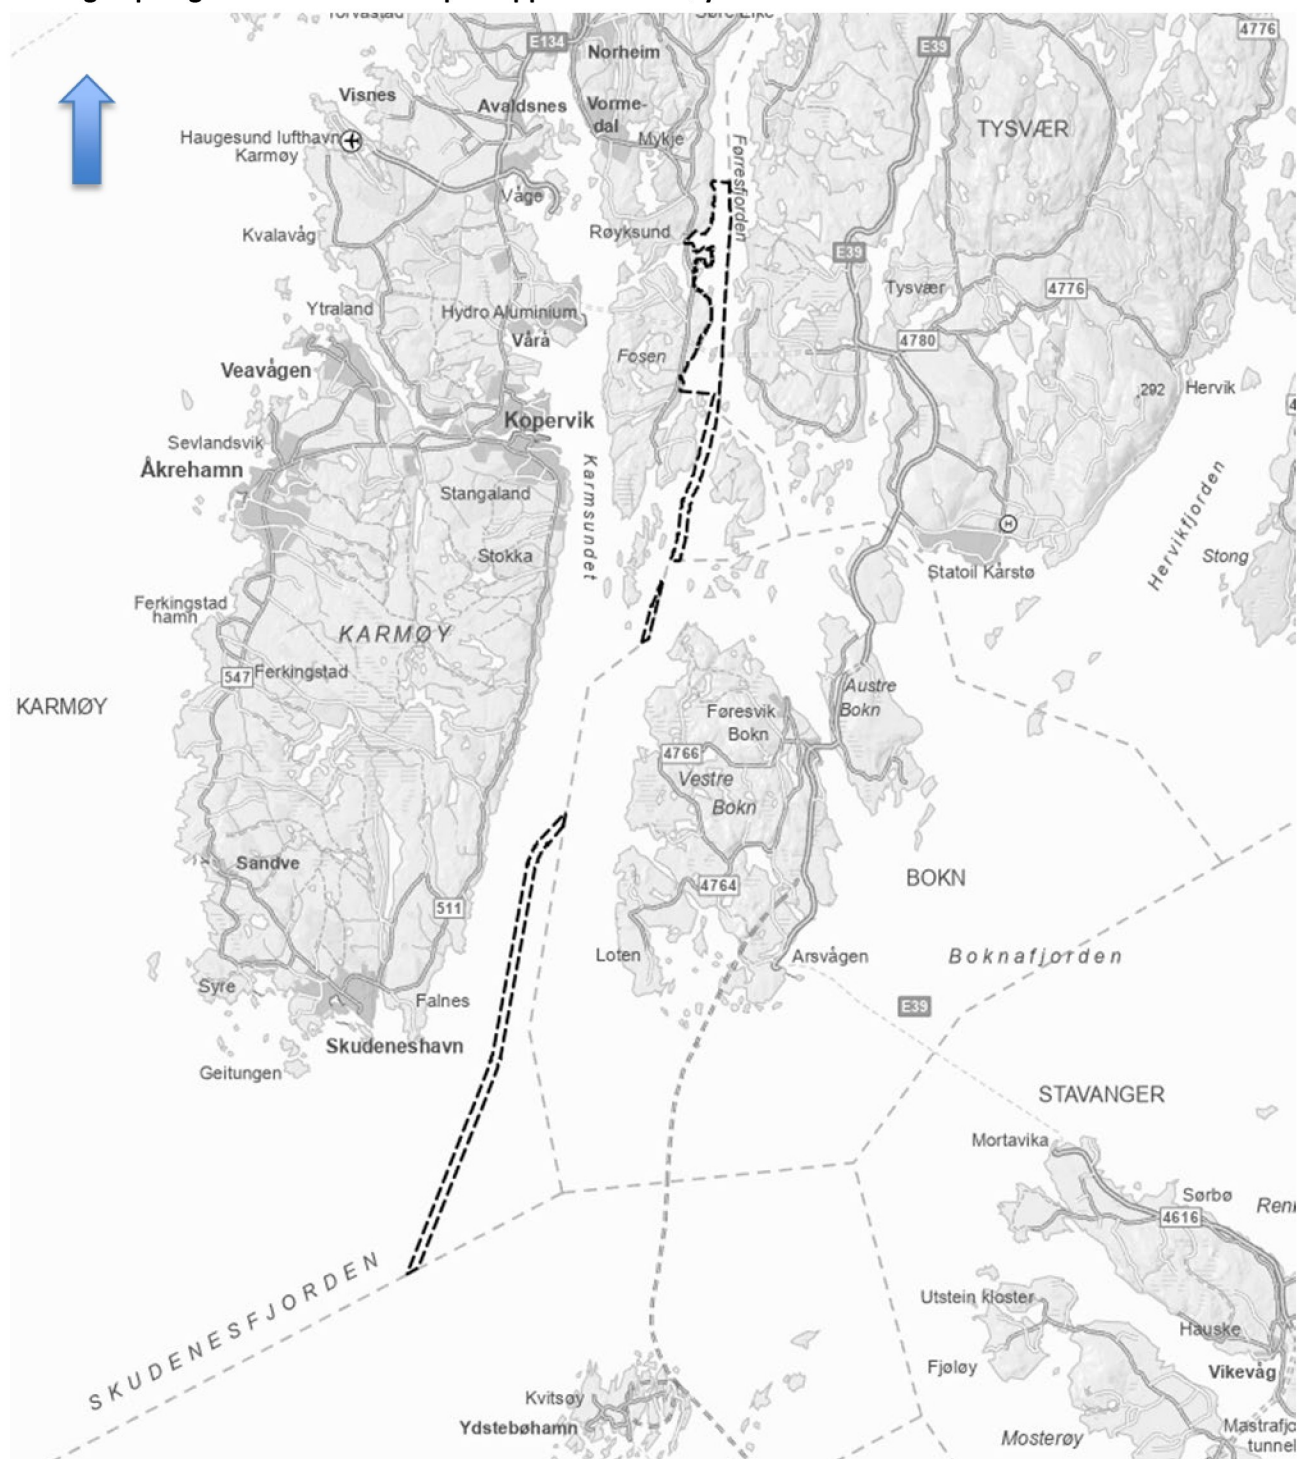 E134
4776
E39
Norheim
Visnes
Avaldsnes
Vorme-
dal
TYSVÆR
Haugesund lufthavn
Karmøy
Mykje
Førresfjorden
Våge
Røyksund
Kvalavåg
E39
Tysvær
4776
Ytraland
Hydro Aluminium
Vårå
4780
Fosen
Veavågen
292
Hervik
Kopervik
Sevlandsvik
Åkrehamn
Karmsundet
Stangaland
Hervikfjorden
H
Stokka
Stong
Statoil Kårstø
Ferkingstad
hamn
KARMØY
547
Ferkingstad
Austre
Bokn
KARMØY
Føresvik
Bokn
4766
Vestre
Bokn
Sandve
4764
BOKN
511
Loten
Arsvågen
Boknafjorden
Syre
Falnes
E39
Skudeneshavn
Geitungen
STAVANGER
Mortavika
Sørbø
4616
SKUDENESFJORDEN
Utstein kloster
Hauske
Fjøløy
Vikevåg
Kvitsøy
Ydstebøhamn
Mosterøy